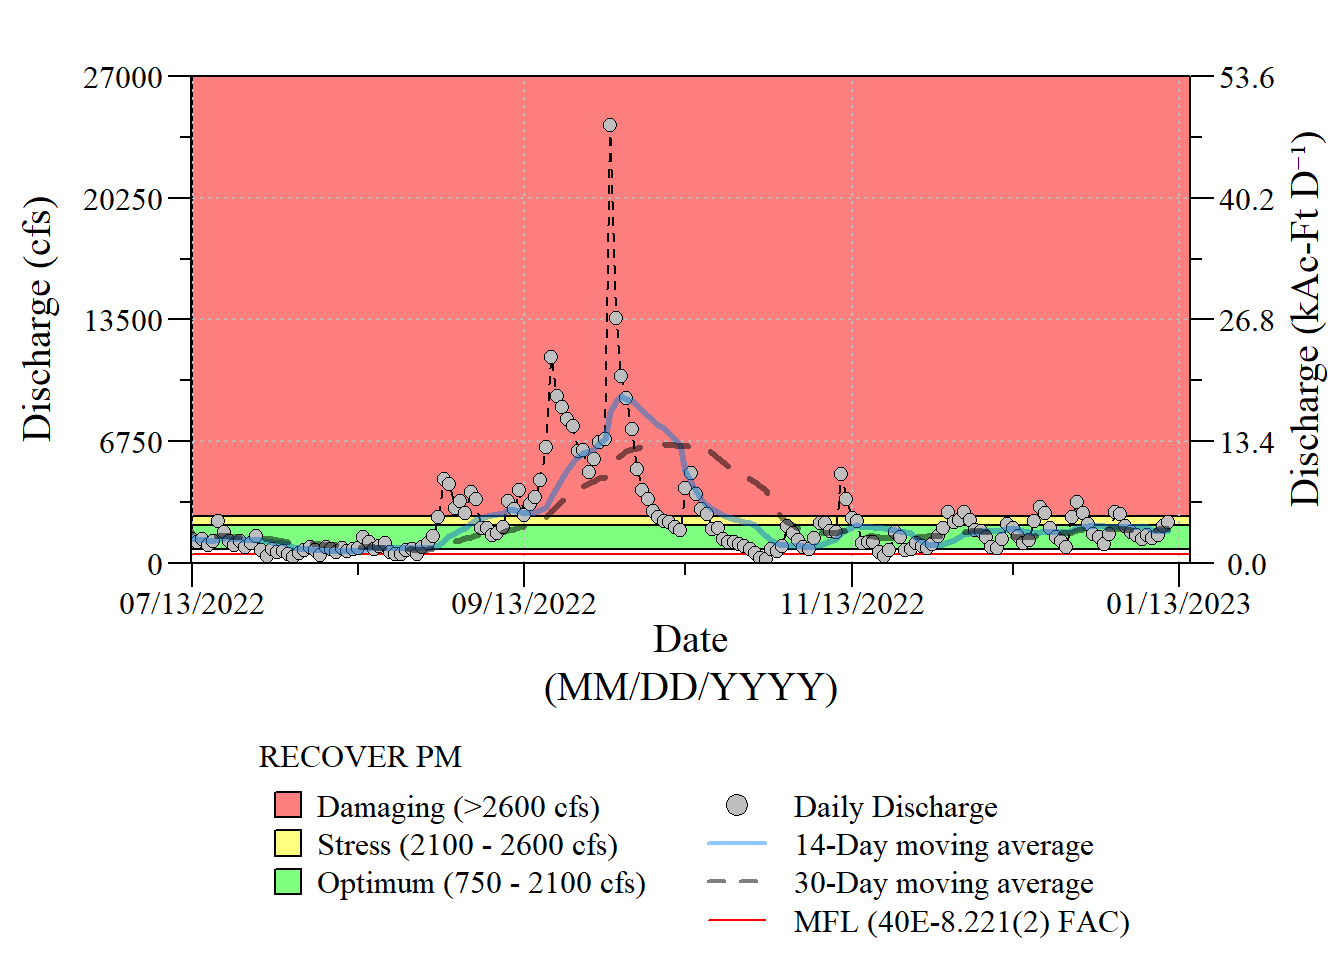 27000
20250
13500
6750
0
Discharge (cfs)
53.6
40.2
26.8
13.4
0.0
Discharge (kAc-Ft D⁻¹)
07/13/2022
09/13/2022
11/13/2022
01/13/2023
Date
(MM/DD/YYYY)
RECOVER PM
Damaging (>2600 cfs)
Stress (2100 - 2600 cfs)
Optimum (750 - 2100 cfs)
Daily Discharge
14-Day moving average
30-Day moving average
MFL (40E-8.221(2) FAC)